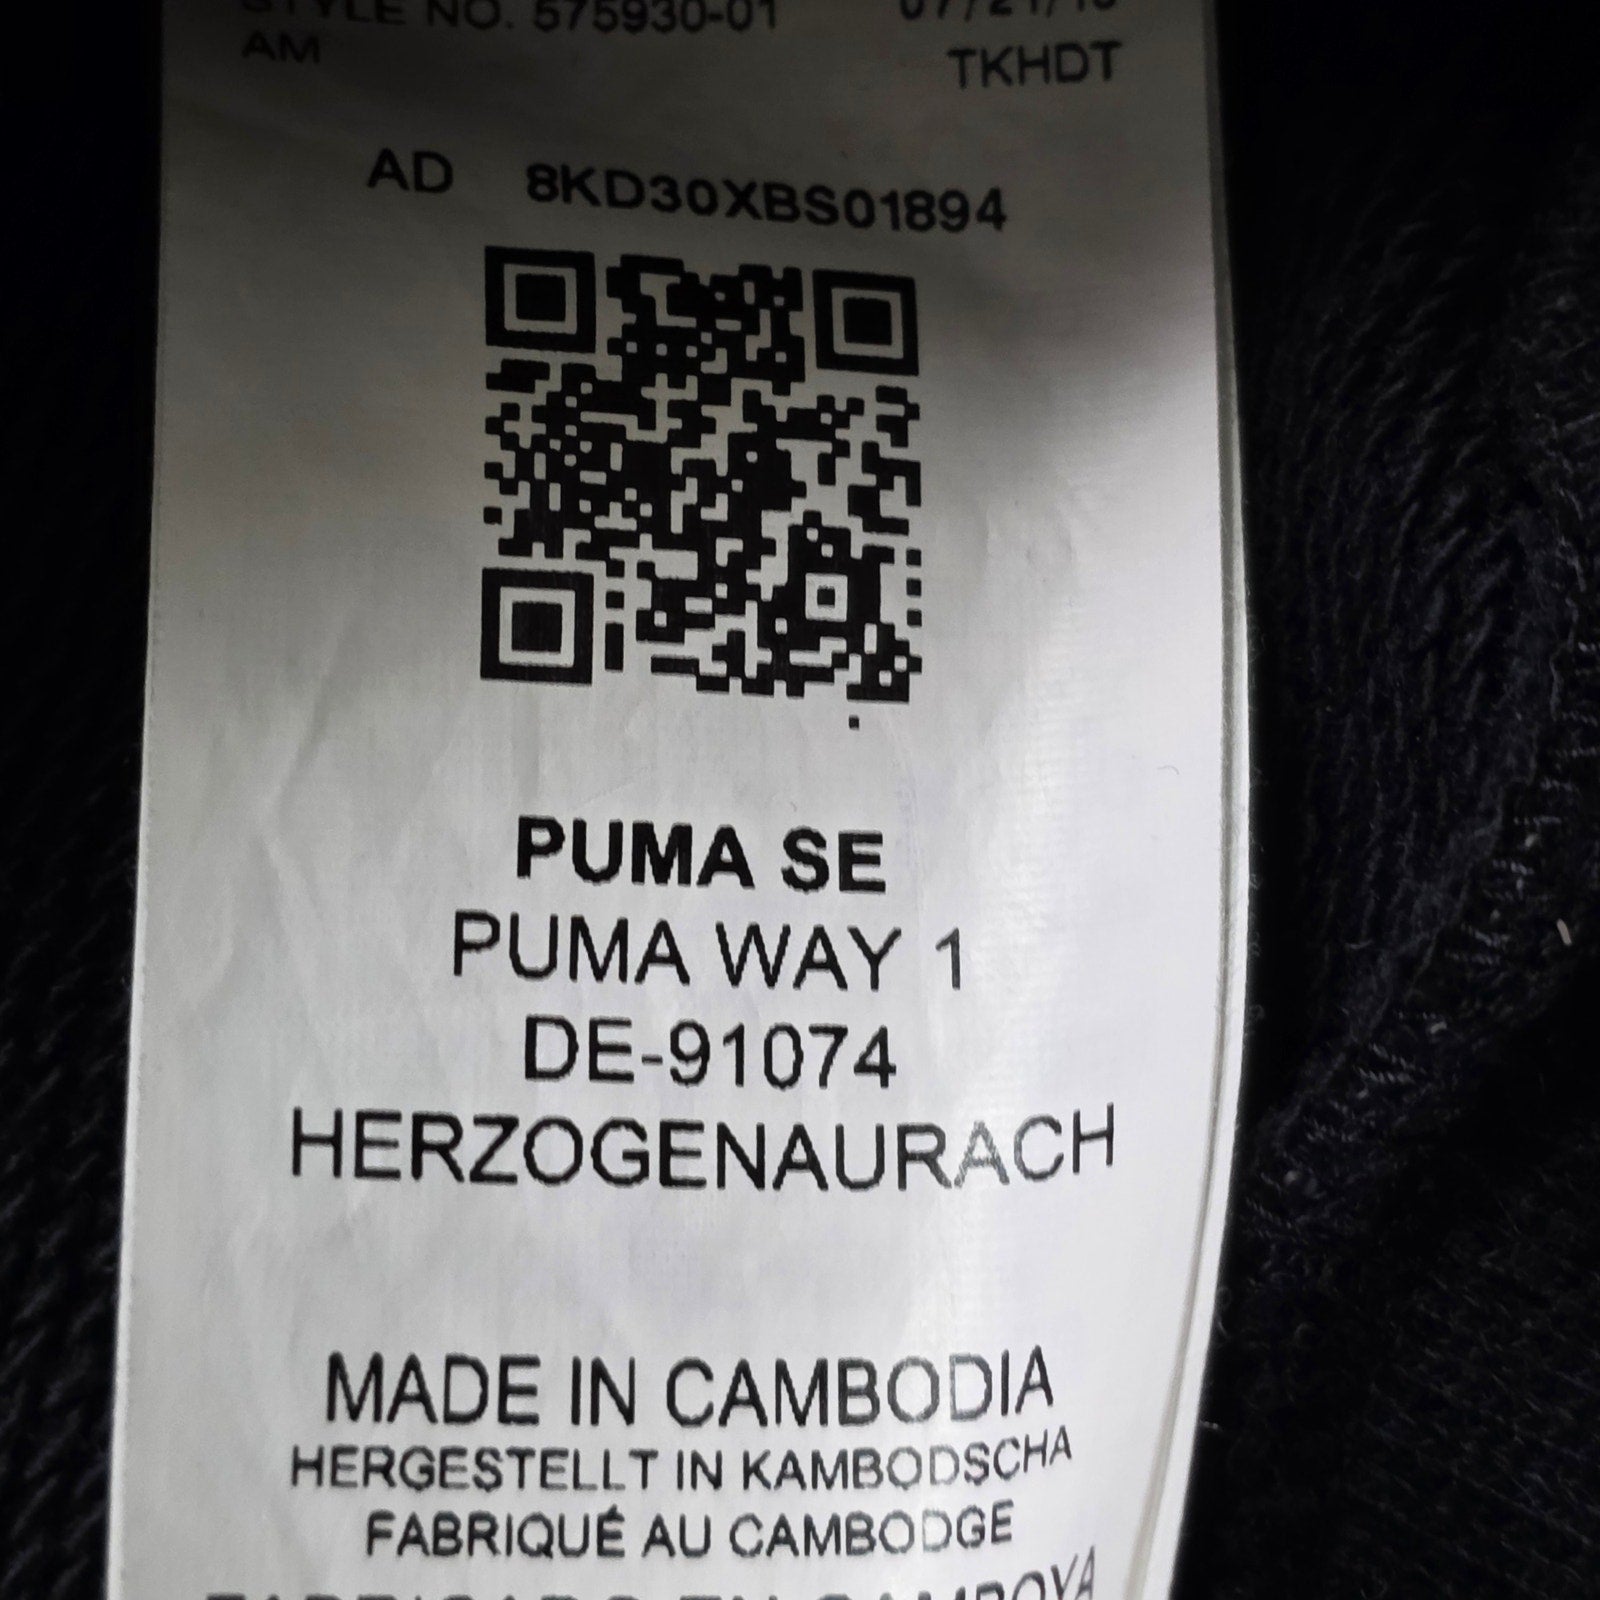 STYLE NO. 575930-01
AM
TKHDT
AD 8KD30XBS01894
PUMA SE
PUMA WAY 1
DE-91074
HERZOGENAURACH
MADE IN CAMBODIA
HERGESTELLT IN KAMBODSCHA
FABRIQUÉ AU CAMBODGE